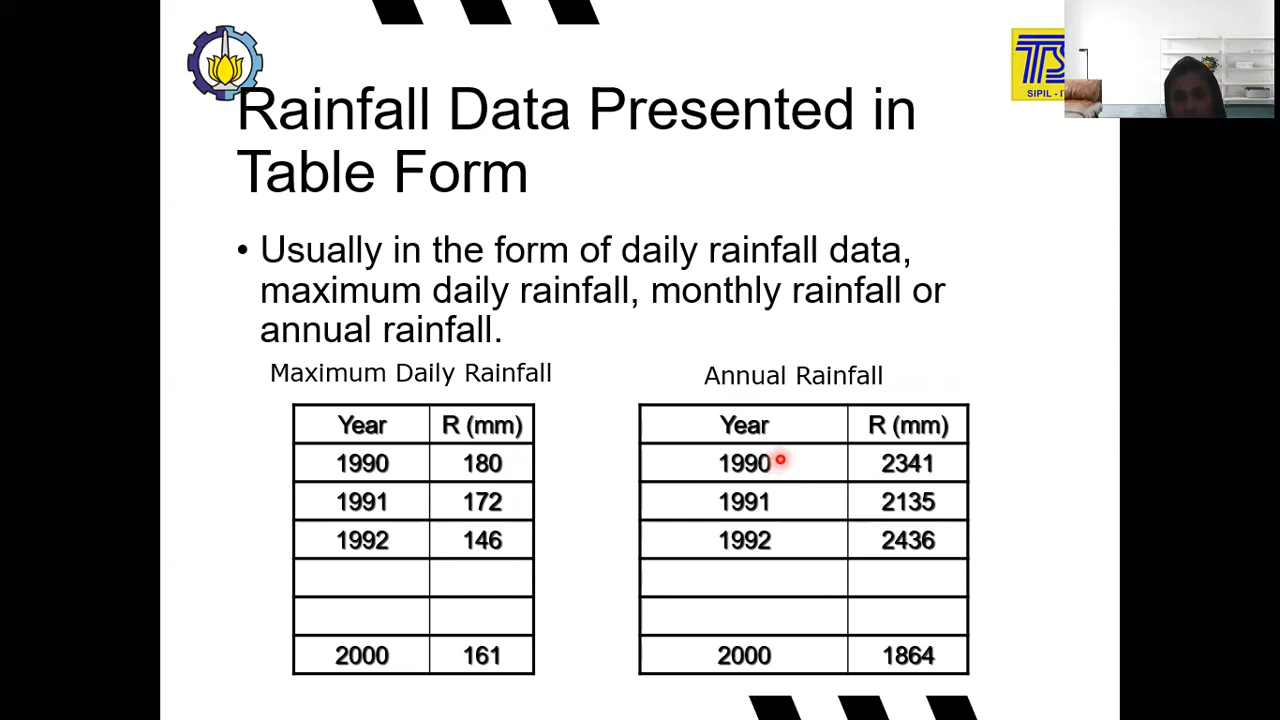 Rainfall Data Presented in
Table Form
• Usually in the form of daily rainfall data,
maximum daily rainfall, monthly rainfall or
annual rainfall.
Maximum Daily Rainfall
Year R (mm)
1990 180
1991 172
1992 146
2000 161
Annual Rainfall
Year R (mm)
1990 2341
1991 2135
1992 2436
2000 1864
SIPIL -